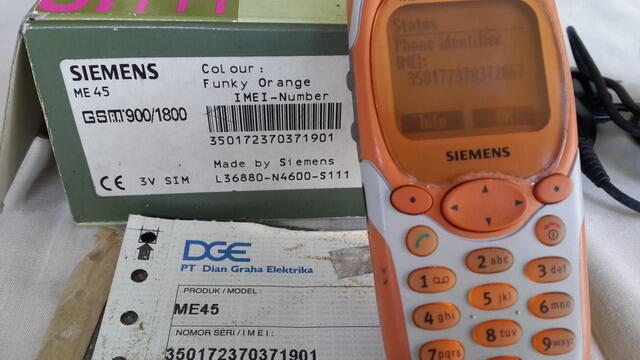 SIEMENS
ME45
GSM 900/1800
Colour :
Funky Orange
IMEI-Number
350172370371901
Made by Siemens
CE 3V SIM L36880-N4600-S111
DGE
PT Dian Graha Elektrika
PRODUK / MODEL :
ME45
NOMOR SERI / I M E I :
350172370371901
Status
Phone identifier
IMEI:
Info OK
SIEMENS
1
2 abc
3 def
4 ghi
5 jkl
6 mno
7 pqrs
8 tuv
9 wxyz